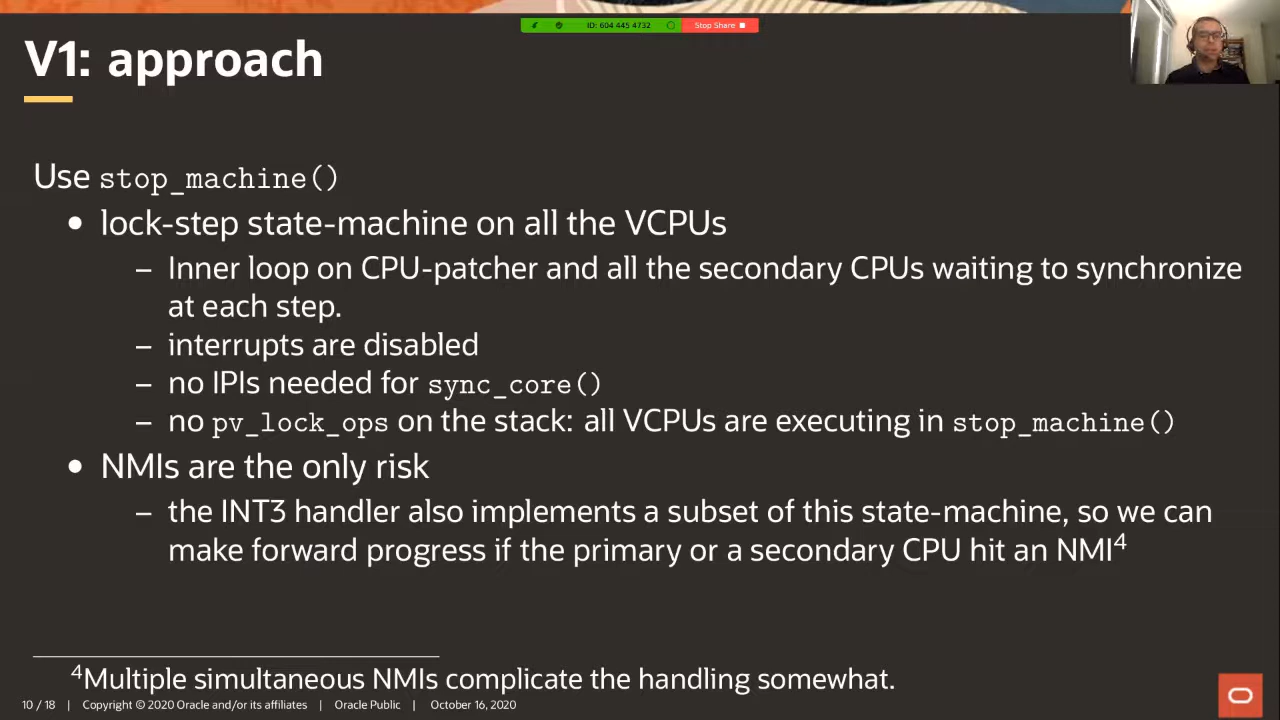 ID: 604 445 4732
Stop Share
V1: approach
Use stop_machine()
• lock-step state-machine on all the VCPUs
– Inner loop on CPU-patcher and all the secondary CPUs waiting to synchronize
at each step.
– interrupts are disabled
– no IPIs needed for sync_core()
– no pv_lock_ops on the stack: all VCPUs are executing in stop_machine()
• NMIs are the only risk
– the INT3 handler also implements a subset of this state-machine, so we can
make forward progress if the primary or a secondary CPU hit an NMI⁴
⁴Multiple simultaneous NMIs complicate the handling somewhat.
10 / 18 | Copyright © 2020 Oracle and/or its affiliates | Oracle Public | October 16, 2020